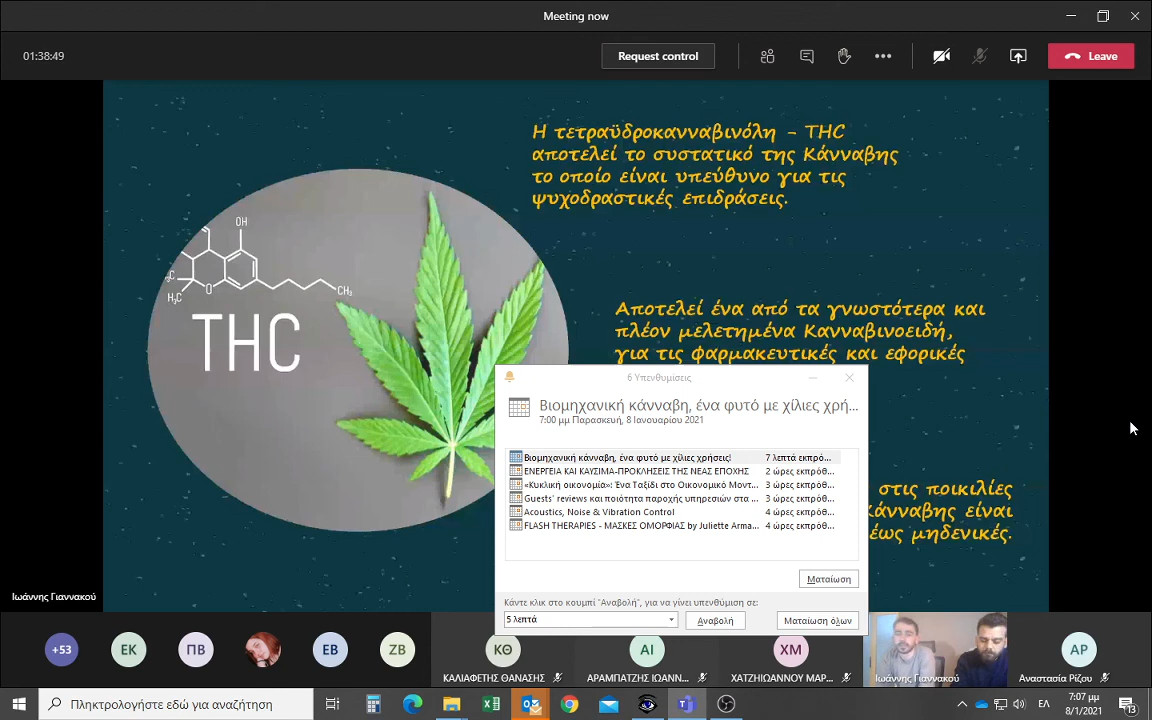 Meeting now
01:38:49
Request control
Leave
Η τετραϋδροκανναβινόλη - THC
αποτελεί το συστατικό της Κάνναβης
το οποίο είναι υπεύθυνο για τις
ψυχοδραστικές επιδράσεις.
OH
O
H₃C
CH₃
THC
Αποτελεί ένα από τα γνωστότερα και
πλέον μελετημένα Κανναβινοειδή,
για τις φαρμακευτικές και εφορικές
στις ποικιλίες
κάνναβης είναι
έως μηδενικές.
6 Υπενθυμίσεις
Βιομηχανική κάνναβη, ένα φυτό με χίλιες χρή...
7:00 μμ Παρασκευή, 8 Ιανουαρίου 2021
Βιομηχανική κάνναβη, ένα φυτό με χίλιες χρήσεις! 7 λεπτά εκπρό...
ΕΝΕΡΓΕΙΑ ΚΑΙ ΚΑΥΣΙΜΑ-ΠΡΟΚΛΗΣΕΙΣ ΤΗΣ ΝΕΑΣ ΕΠΟΧΗΣ 2 ώρες εκπρόθ...
«Κυκλική οικονομία»: Ένα Ταξίδι στο Οικονομικό Μοντ... 3 ώρες εκπρόθ...
Guests' reviews και ποιότητα παροχής υπηρεσιών στα ... 3 ώρες εκπρόθ...
Acoustics, Noise & Vibration Control 4 ώρες εκπρόθ...
FLASH THERAPIES - ΜΑΣΚΕΣ ΟΜΟΡΦΙΑΣ by Juliette Arma... 4 ώρες εκπρόθ...
Ματαίωση
Κάντε κλικ στο κουμπί "Αναβολή", για να γίνει υπενθύμιση σε:
5 λεπτά
Αναβολή
Ματαίωση όλων
Ιωάννης Γιαννακού
+53
ΕΚ
ΠΒ
ΕΒ
ZB
ΚΘ
ΑΙ
ΧΜ
ΑΡ
ΚΑΛΙΑΦΕΤΗΣ ΘΑΝΑΣΗΣ
ΑΡΑΜΠΑΤΖΗΣ ΙΩΑΝΝ...
ΧΑΤΖΗΙΩΑΝΝΟΥ ΜΑΡ...
Ιωάννης Γιαννακού
Αναστασία Ρίζου
Πληκτρολογήστε εδώ για αναζήτηση
ΕΛ
7:07 μμ
8/1/2021
13